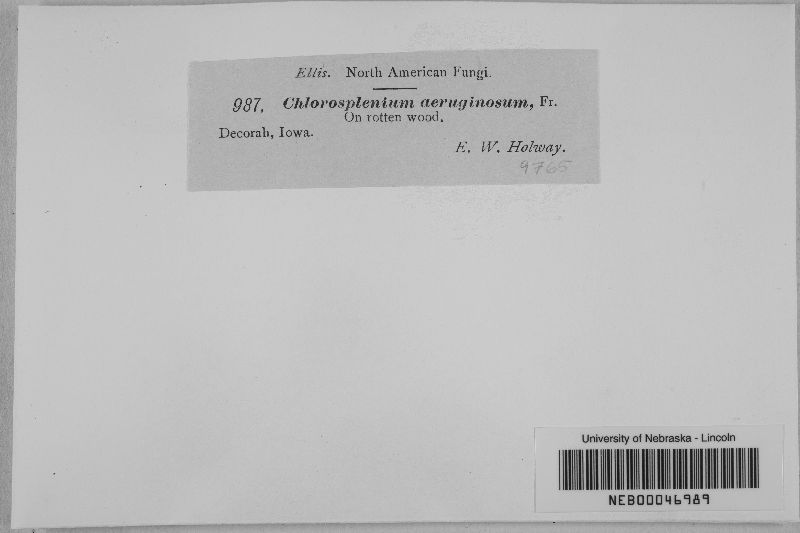 Ellis. North American Fungi.
987. Chlorosplenium aeruginosum, Fr.
On rotten wood.
Decorah, Iowa.
E. W. Holway.
9765
University of Nebraska - Lincoln
NEB00046989